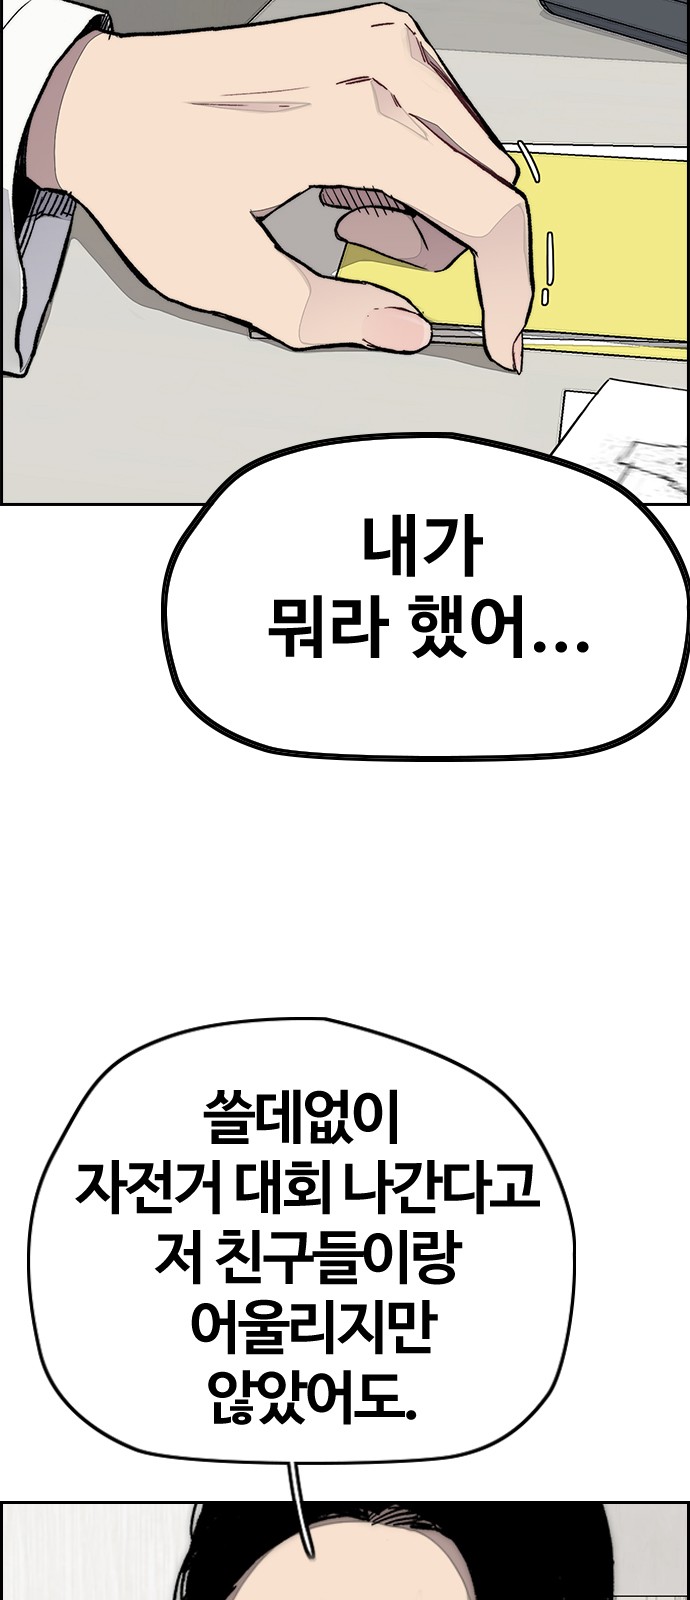 내가
뭐라 했어...
쓸데없이
자전거 대회 나간다고
저 친구들이랑
어울리지만
않았어도.